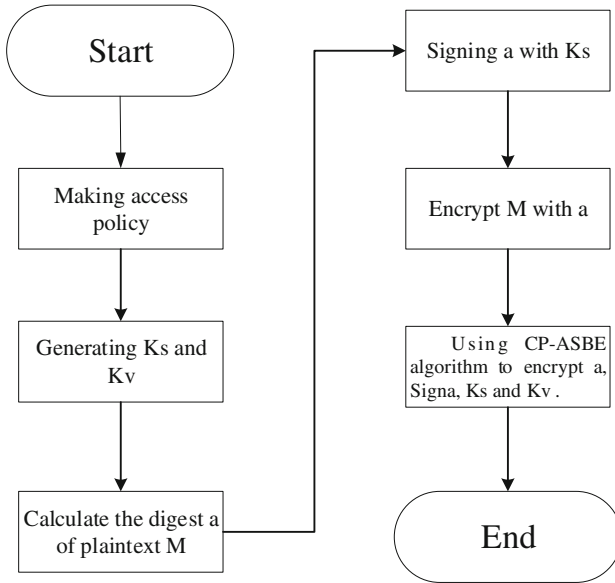 Start
Making access
policy
Generating Ks and
Kv
Calculate the digest a
of plaintext M
Signing a with Ks
Encrypt M with a
Using CP-ASBE
algorithm to encrypt a,
Signa, Ks and Kv .
End